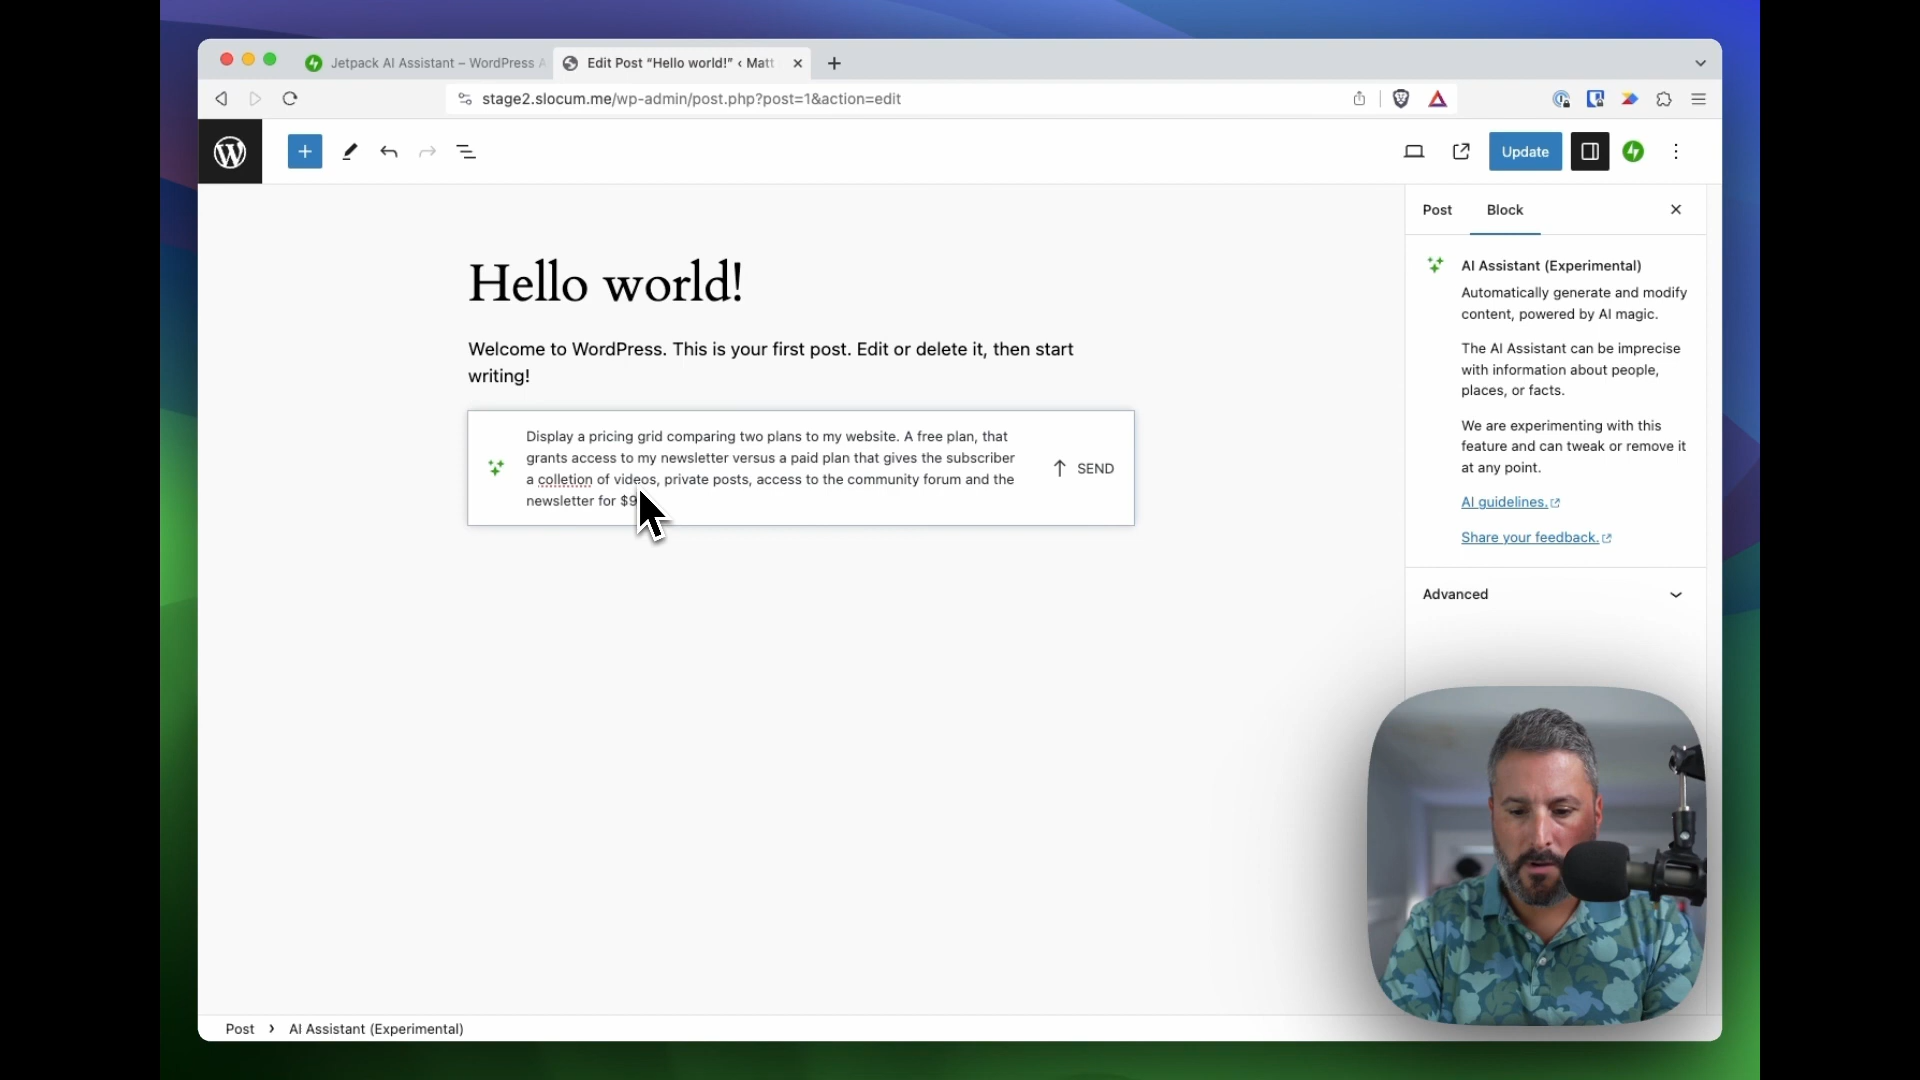 Jetpack AI Assistant – WordPress A
Edit Post “Hello world!” ‹ Matt
stage2.slocum.me/wp-admin/post.php?post=1&action=edit
Update
Post
Block
Hello world!
Welcome to WordPress. This is your first post. Edit or delete it, then start
writing!
Display a pricing grid comparing two plans to my website. A free plan, that
grants access to my newsletter versus a paid plan that gives the subscriber
a colletion of videos, private posts, access to the community forum and the
newsletter for $9
SEND
AI Assistant (Experimental)
Automatically generate and modify
content, powered by AI magic.
The AI Assistant can be imprecise
with information about people,
places, or facts.
We are experimenting with this
feature and can tweak or remove it
at any point.
AI guidelines.
Share your feedback.
Advanced
Post › AI Assistant (Experimental)